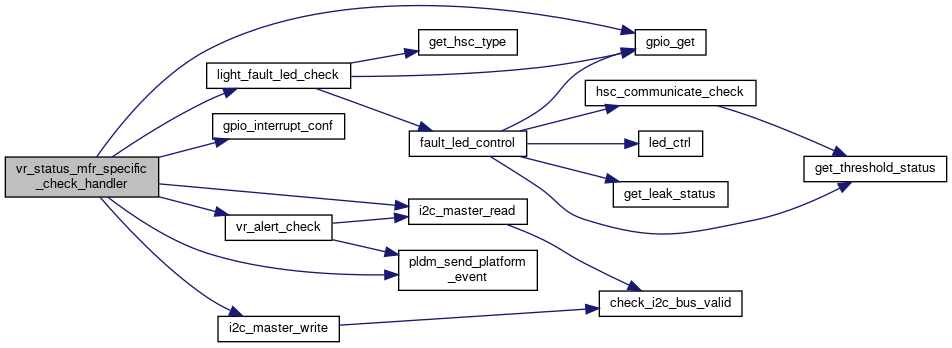 vr_status_mfr_specific
_check_handler
light_fault_led_check
gpio_interrupt_conf
vr_alert_check
i2c_master_write
get_hsc_type
fault_led_control
i2c_master_read
pldm_send_platform
_event
gpio_get
hsc_communicate_check
led_ctrl
get_leak_status
check_i2c_bus_valid
get_threshold_status